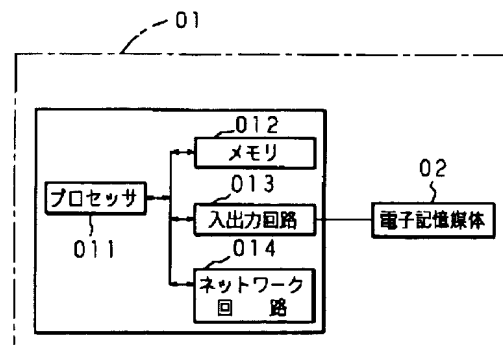 01
012
メモリ
013
02
プロセッサ
入出力回路
電子記憶媒体
011
014
ネットワーク
回 路